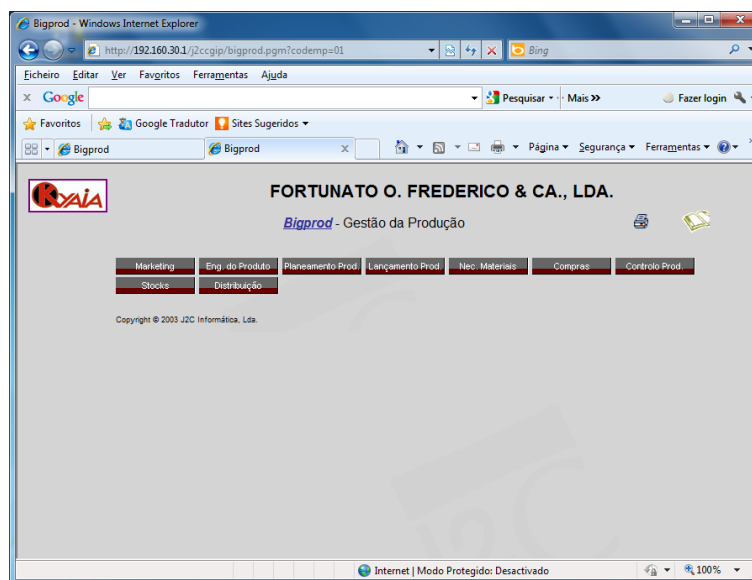 Bigprod - Windows Internet Explorer
http://192.160.30.1/j2ccgip/bigprod.pgm?codemp=01
Bing
Ficheiro Editar Ver Favoritos Ferramentas Ajuda
x Google Pesquisar Mais >> Fazer login
Favoritos Google Tradutor Sites Sugeridos
Bigprod Bigprod x Página Segurança Ferramentas
KYAIA
FORTUNATO O. FREDERICO & CA., LDA.
Bigprod - Gestão da Produção
Marketing Eng. do Produto Planeamento Prod. Lançamento Prod. Nec. Materiais Compras Controlo Prod.
Stocks Distribuição
Copyright © 2003 J2C Informática, Lda.
J2C
Internet | Modo Protegido: Desactivado 100%